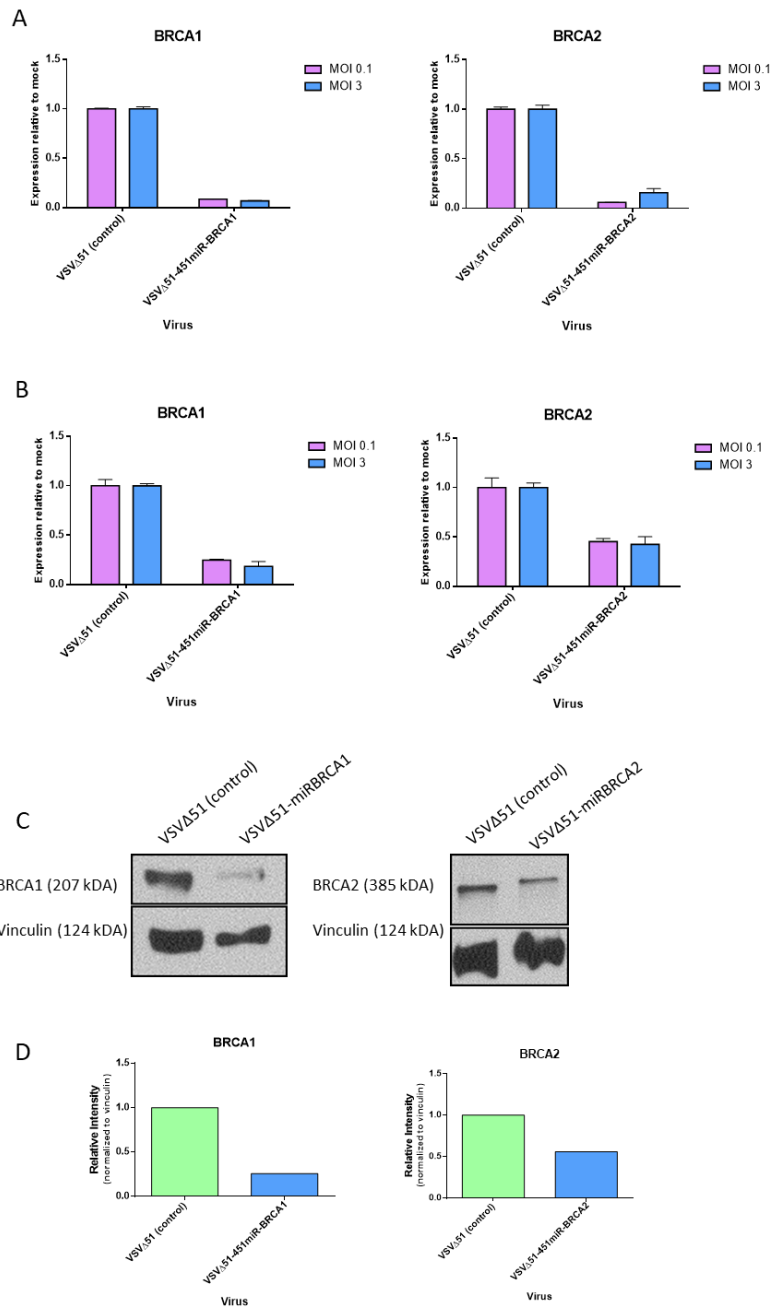 A
BRCA1
Expression relative to mock
1.5
1.0
0.5
0.0
MOI 0.1
MOI 3
VSVΔ51 (control)
VSVΔ51-451miR-BRCA1
Virus
BRCA2
Expression relative to mock
1.5
1.0
0.5
0.0
MOI 0.1
MOI 3
VSVΔ51 (control)
VSVΔ51-451miR-BRCA2
Virus
B
BRCA1
Expression relative to mock
1.5
1.0
0.5
0.0
MOI 0.1
MOI 3
VSVΔ51 (control)
VSVΔ51-451miR-BRCA1
Virus
BRCA2
Expression relative to mock
1.5
1.0
0.5
0.0
MOI 0.1
MOI 3
VSVΔ51 (control)
VSVΔ51-451miR-BRCA2
Virus
C
VSVΔ51 (control)
VSVΔ51-miRBRCA1
BRCA1 (207 kDA)
Vinculin (124 kDA)
VSVΔ51 (control)
VSVΔ51-miRBRCA2
BRCA2 (385 kDA)
Vinculin (124 kDA)
D
BRCA1
Relative Intensity
(normalized to vinculin)
1.5
1.0
0.5
0.0
VSVΔ51 (control)
VSVΔ51-451miR-BRCA1
Virus
BRCA2
Relative Intensity
(normalized to vinculin)
1.5
1.0
0.5
0.0
VSVΔ51 (control)
VSVΔ51-451miR-BRCA2
Virus